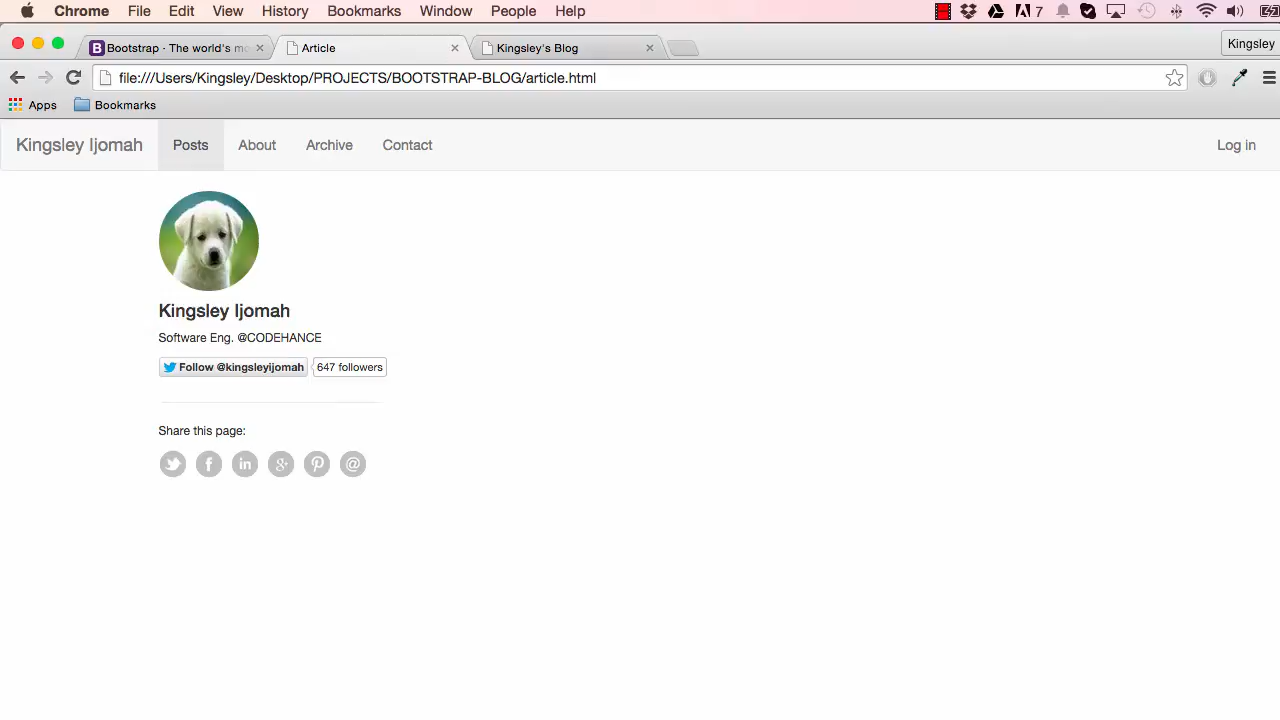 Chrome File Edit View History Bookmarks Window People Help 7
Bootstrap - The world's mo Article Kingsley's Blog Kingsley
file:///Users/Kingsley/Desktop/PROJECTS/BOOTSTRAP-BLOG/article.html
Apps Bookmarks
Kingsley Ijomah Posts About Archive Contact Log in
Kingsley Ijomah
Software Eng. @CODEHANCE
Follow @kingsleyijomah 647 followers
Share this page: